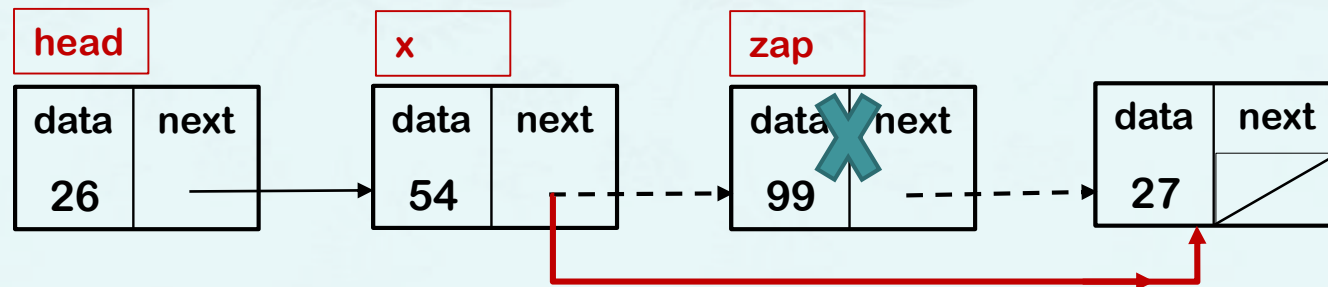 head x zap
data next data next data next data next
26 54 99 27